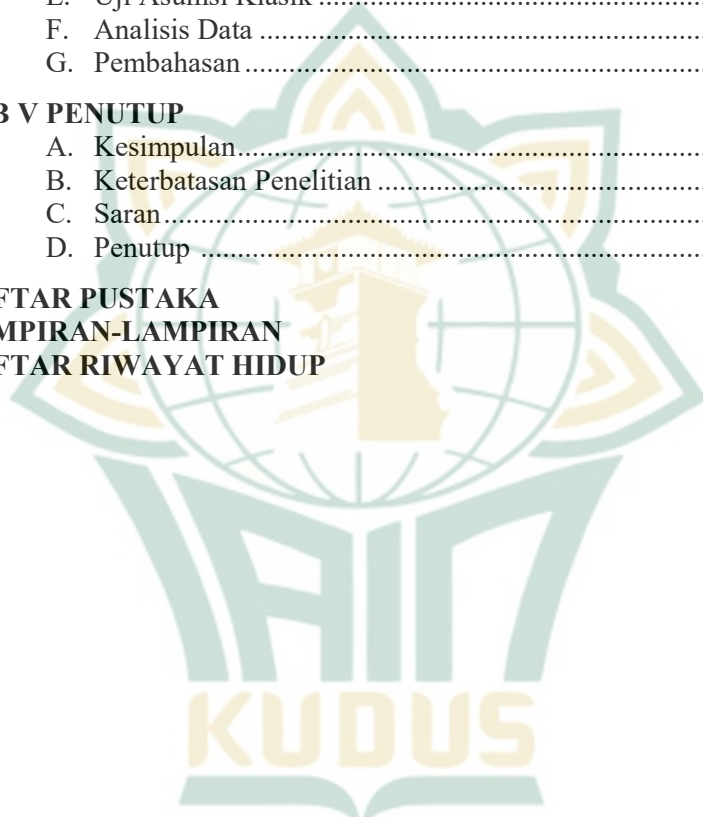 E. Uji Asumsi Klasik ..........................................................
F. Analisis Data ..................................................................
G. Pembahasan ....................................................................
B V PENUTUP
A. Kesimpulan.....................................................................
B. Keterbatasan Penelitian ..................................................
C. Saran................................................................................
D. Penutup ..........................................................................
FTAR PUSTAKA
MPIRAN-LAMPIRAN
FTAR RIWAYAT HIDUP
IAIN
KUDUS